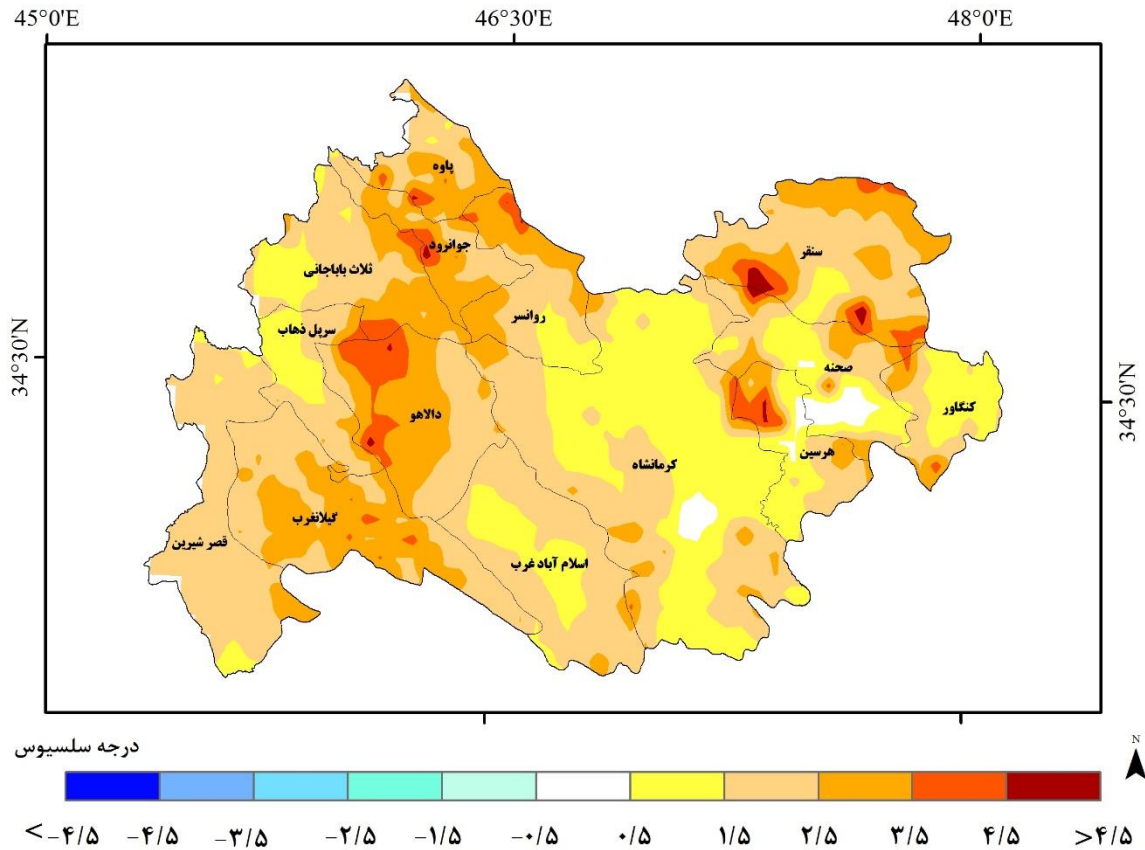 45°0'E 46°30'E 48°0'E
34°30'N
34°30'N
پاوه
جوانرود
سنقر
ثلاث باباجانی
روانسر
سرپل ذهاب
صحنه
کنگاور
دالاهو
هرسین
کرمانشاه
گیلانغرب
قصر شیرین
اسلام آباد غرب
درجه سلسیوس
N
< -۴/۵ -۴/۵ -۳/۵ -۲/۵ -۱/۵ -۰/۵ ۰/۵ ۱/۵ ۲/۵ ۳/۵ ۴/۵ >۴/۵